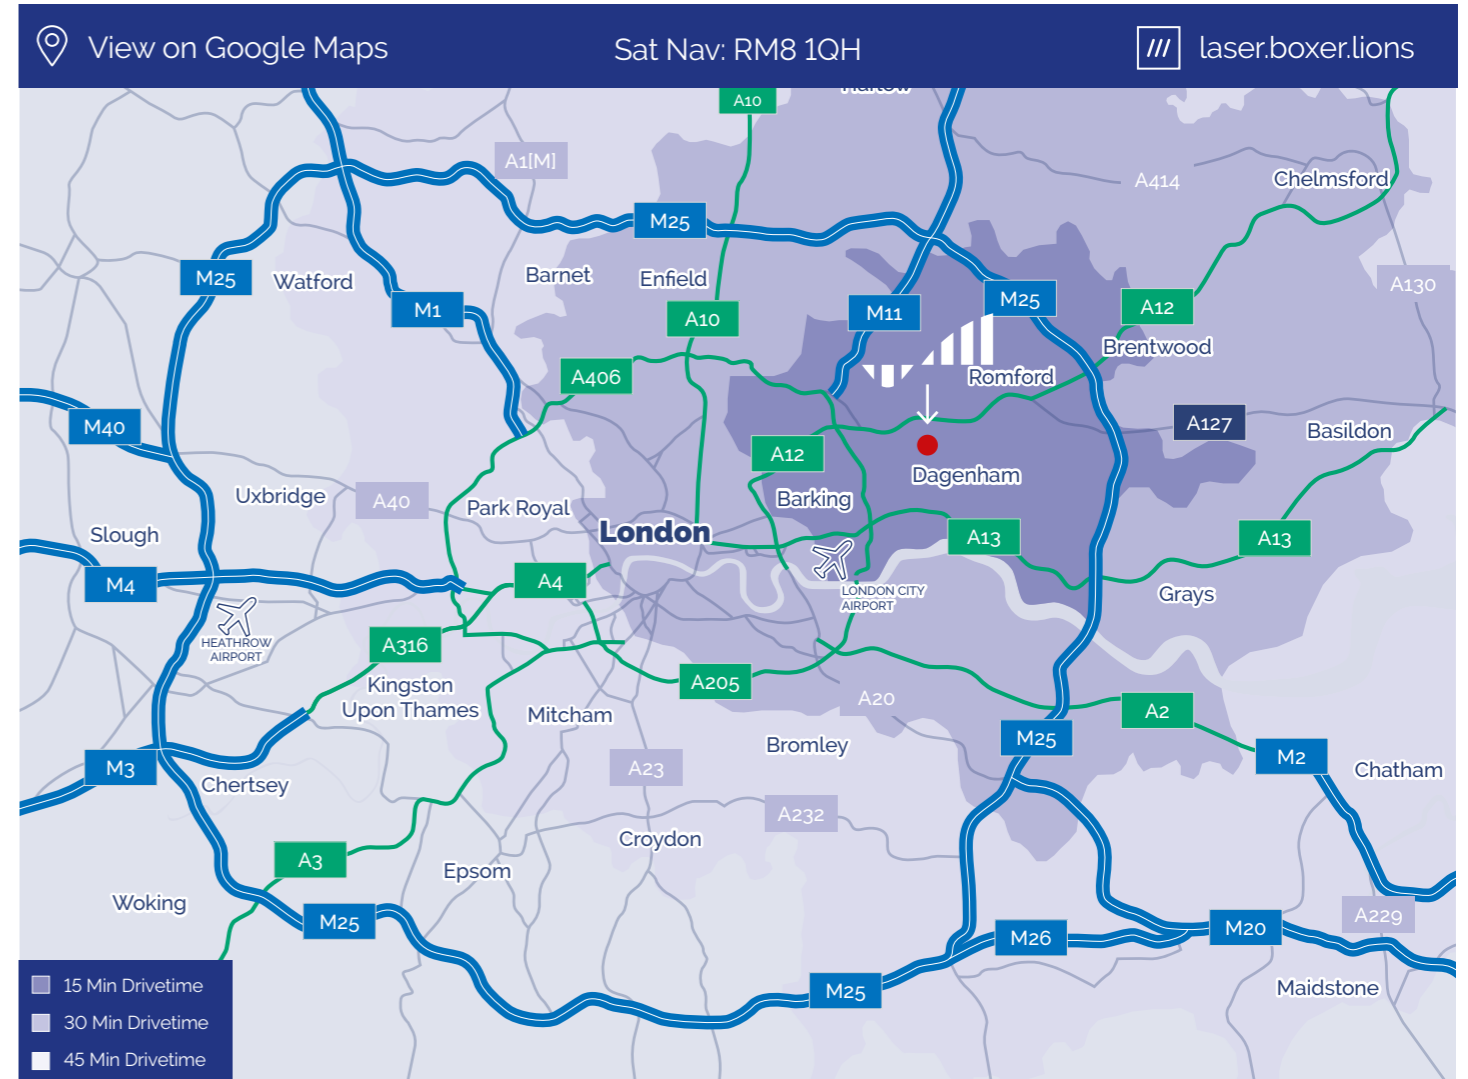 View on Google Maps
Sat Nav: RM8 1QH
laser.boxer.lions
A10
Harlow
A1[M]
A414
Chelmsford
M25
M25
Watford
Barnet
Enfield
A130
M1
A10
M11
M25
A12
Brentwood
A406
Romford
M40
A127
Basildon
A12
Dagenham
Uxbridge
A40
Park Royal
Barking
Slough
London
A13
A13
M4
A4
LONDON CITY
AIRPORT
Grays
HEATHROW
AIRPORT
A316
Kingston
Upon Thames
A205
A20
A2
Mitcham
Bromley
M25
M2
M3
Chertsey
A23
Chatham
A232
Croydon
A3
Epsom
Woking
M25
A229
M26
M20
15 Min Drivetime
M25
Maidstone
30 Min Drivetime
45 Min Drivetime